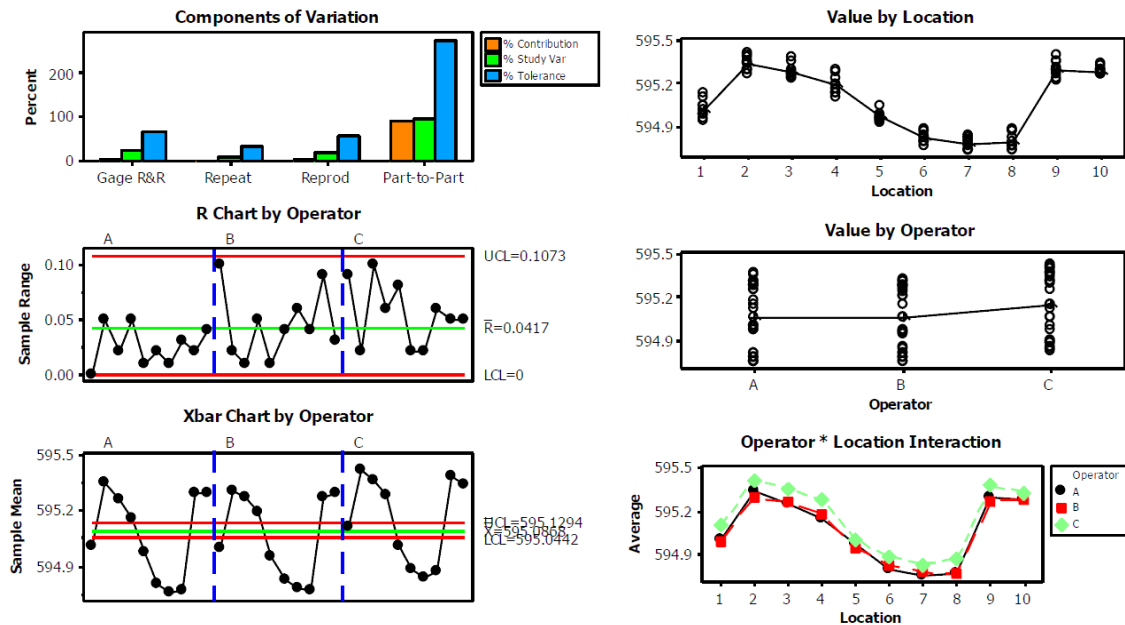 Components of Variation
% Contribution
% Study Var
% Tolerance
Percent
200
100
0
Gage R&R Repeat Reprod Part-to-Part
R Chart by Operator
A B C
Sample Range
0.10
0.05
0.00
UCL=0.1073
R=0.0417
LCL=0
Xbar Chart by Operator
A B C
Sample Mean
595.5
595.2
594.9
UCL=595.1294
X=595.0868
LCL=595.0442
Value by Location
595.5
595.2
594.9
1 2 3 4 5 6 7 8 9 10
Location
Value by Operator
595.5
595.2
594.9
A B C
Operator
Operator * Location Interaction
Average
595.5
595.2
594.9
1 2 3 4 5 6 7 8 9 10
Location
Operator
A
B
C